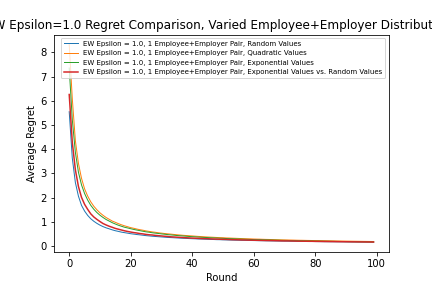 Epsilon=1.0 Regret Comparison, Varied Employee+Employer
EW Epsilon = 1.0, 1 Employee+Employer Pair, Random Values
EW Epsilon = 1.0, 1 Employee+Employer Pair, Quadratic Values
EW Epsilon = 1.0, 1 Employee+Employer Pair, Exponential Values
EW Epsilon = 1.0, 1 Employee+Employer Pair, Exponential Values vs. Random Values
8
7
6
5
4
3
2
1
0
Average Regret
0 20 40 60 80 100
Round